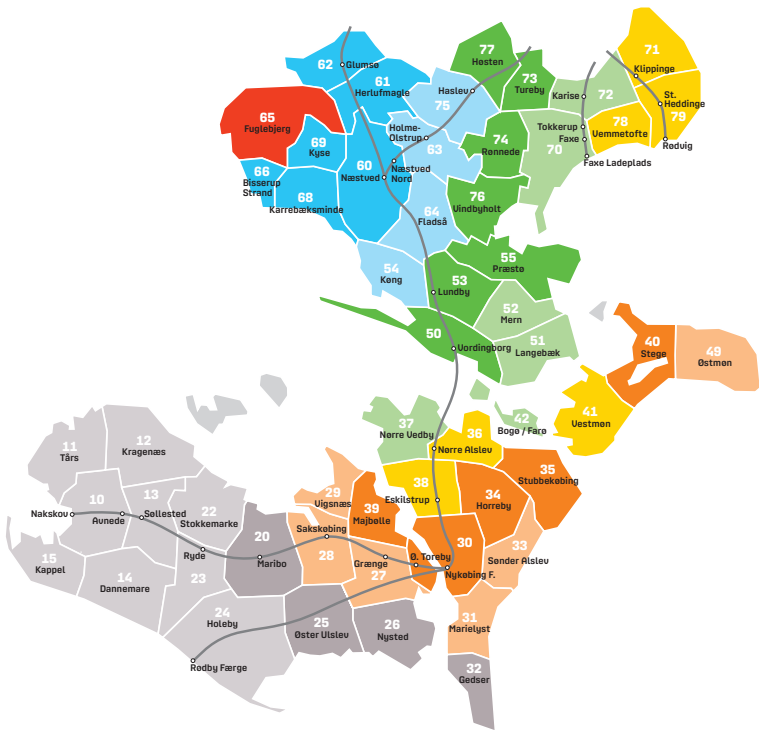 77
Høsten
71
Klippinge
62
Glumsø
61
Herlufmagle
Haslev
75
73
Tureby
Karise
72
St.
Heddinge
79
65
Fuglebjerg
Holme-
Olstrup
63
Tokkerup
Faxe
70
78
Vemmetofte
Rødvig
69
Kyse
60
Næstved
Næstved
Nord
74
Rønnede
Faxe Ladeplads
66
Bisserup
Strand
68
Karrebæksminde
64
Fladså
76
Vindbyholt
54
Køng
53
Lundby
55
Præstø
52
Mern
50
Vordingborg
51
Langebæk
40
Stege
49
Østmøn
41
Vestmøn
42
Bogø / Farø
37
Nørre Vedby
36
Nørre Alslev
11
Tårs
12
Kragenæs
35
Stubbekøbing
38
Eskilstrup
34
Horreby
10
Nakskov
Avnede
13
Søllested
22
Stokkemarke
29
Vigsnæs
39
Majbølle
Sakskøbing
20
Maribo
28
Grænge
27
Ø. Toreby
30
Nykøbing F.
33
Sønder Alslev
15
Kappel
14
Dannemare
Ryde
23
24
Holeby
25
Øster Ulslev
26
Nysted
31
Marielyst
Rødby Færge
32
Gedser